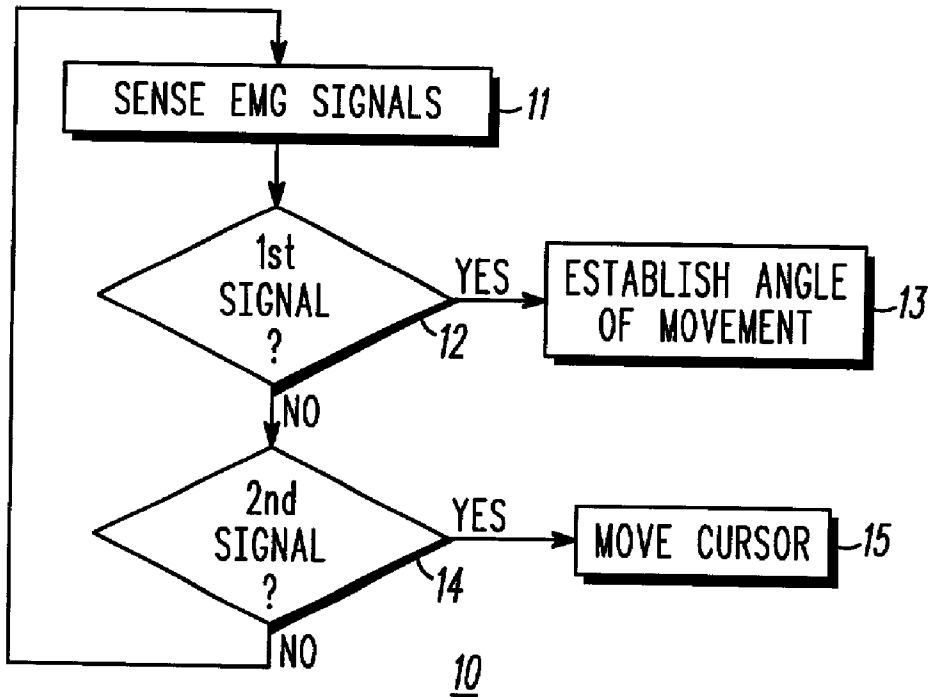 SENSE EMG SIGNALS
11
1st
SIGNAL
?
YES
12
ESTABLISH ANGLE
OF MOVEMENT
13
NO
2nd
SIGNAL
?
YES
14
MOVE CURSOR
15
NO
10